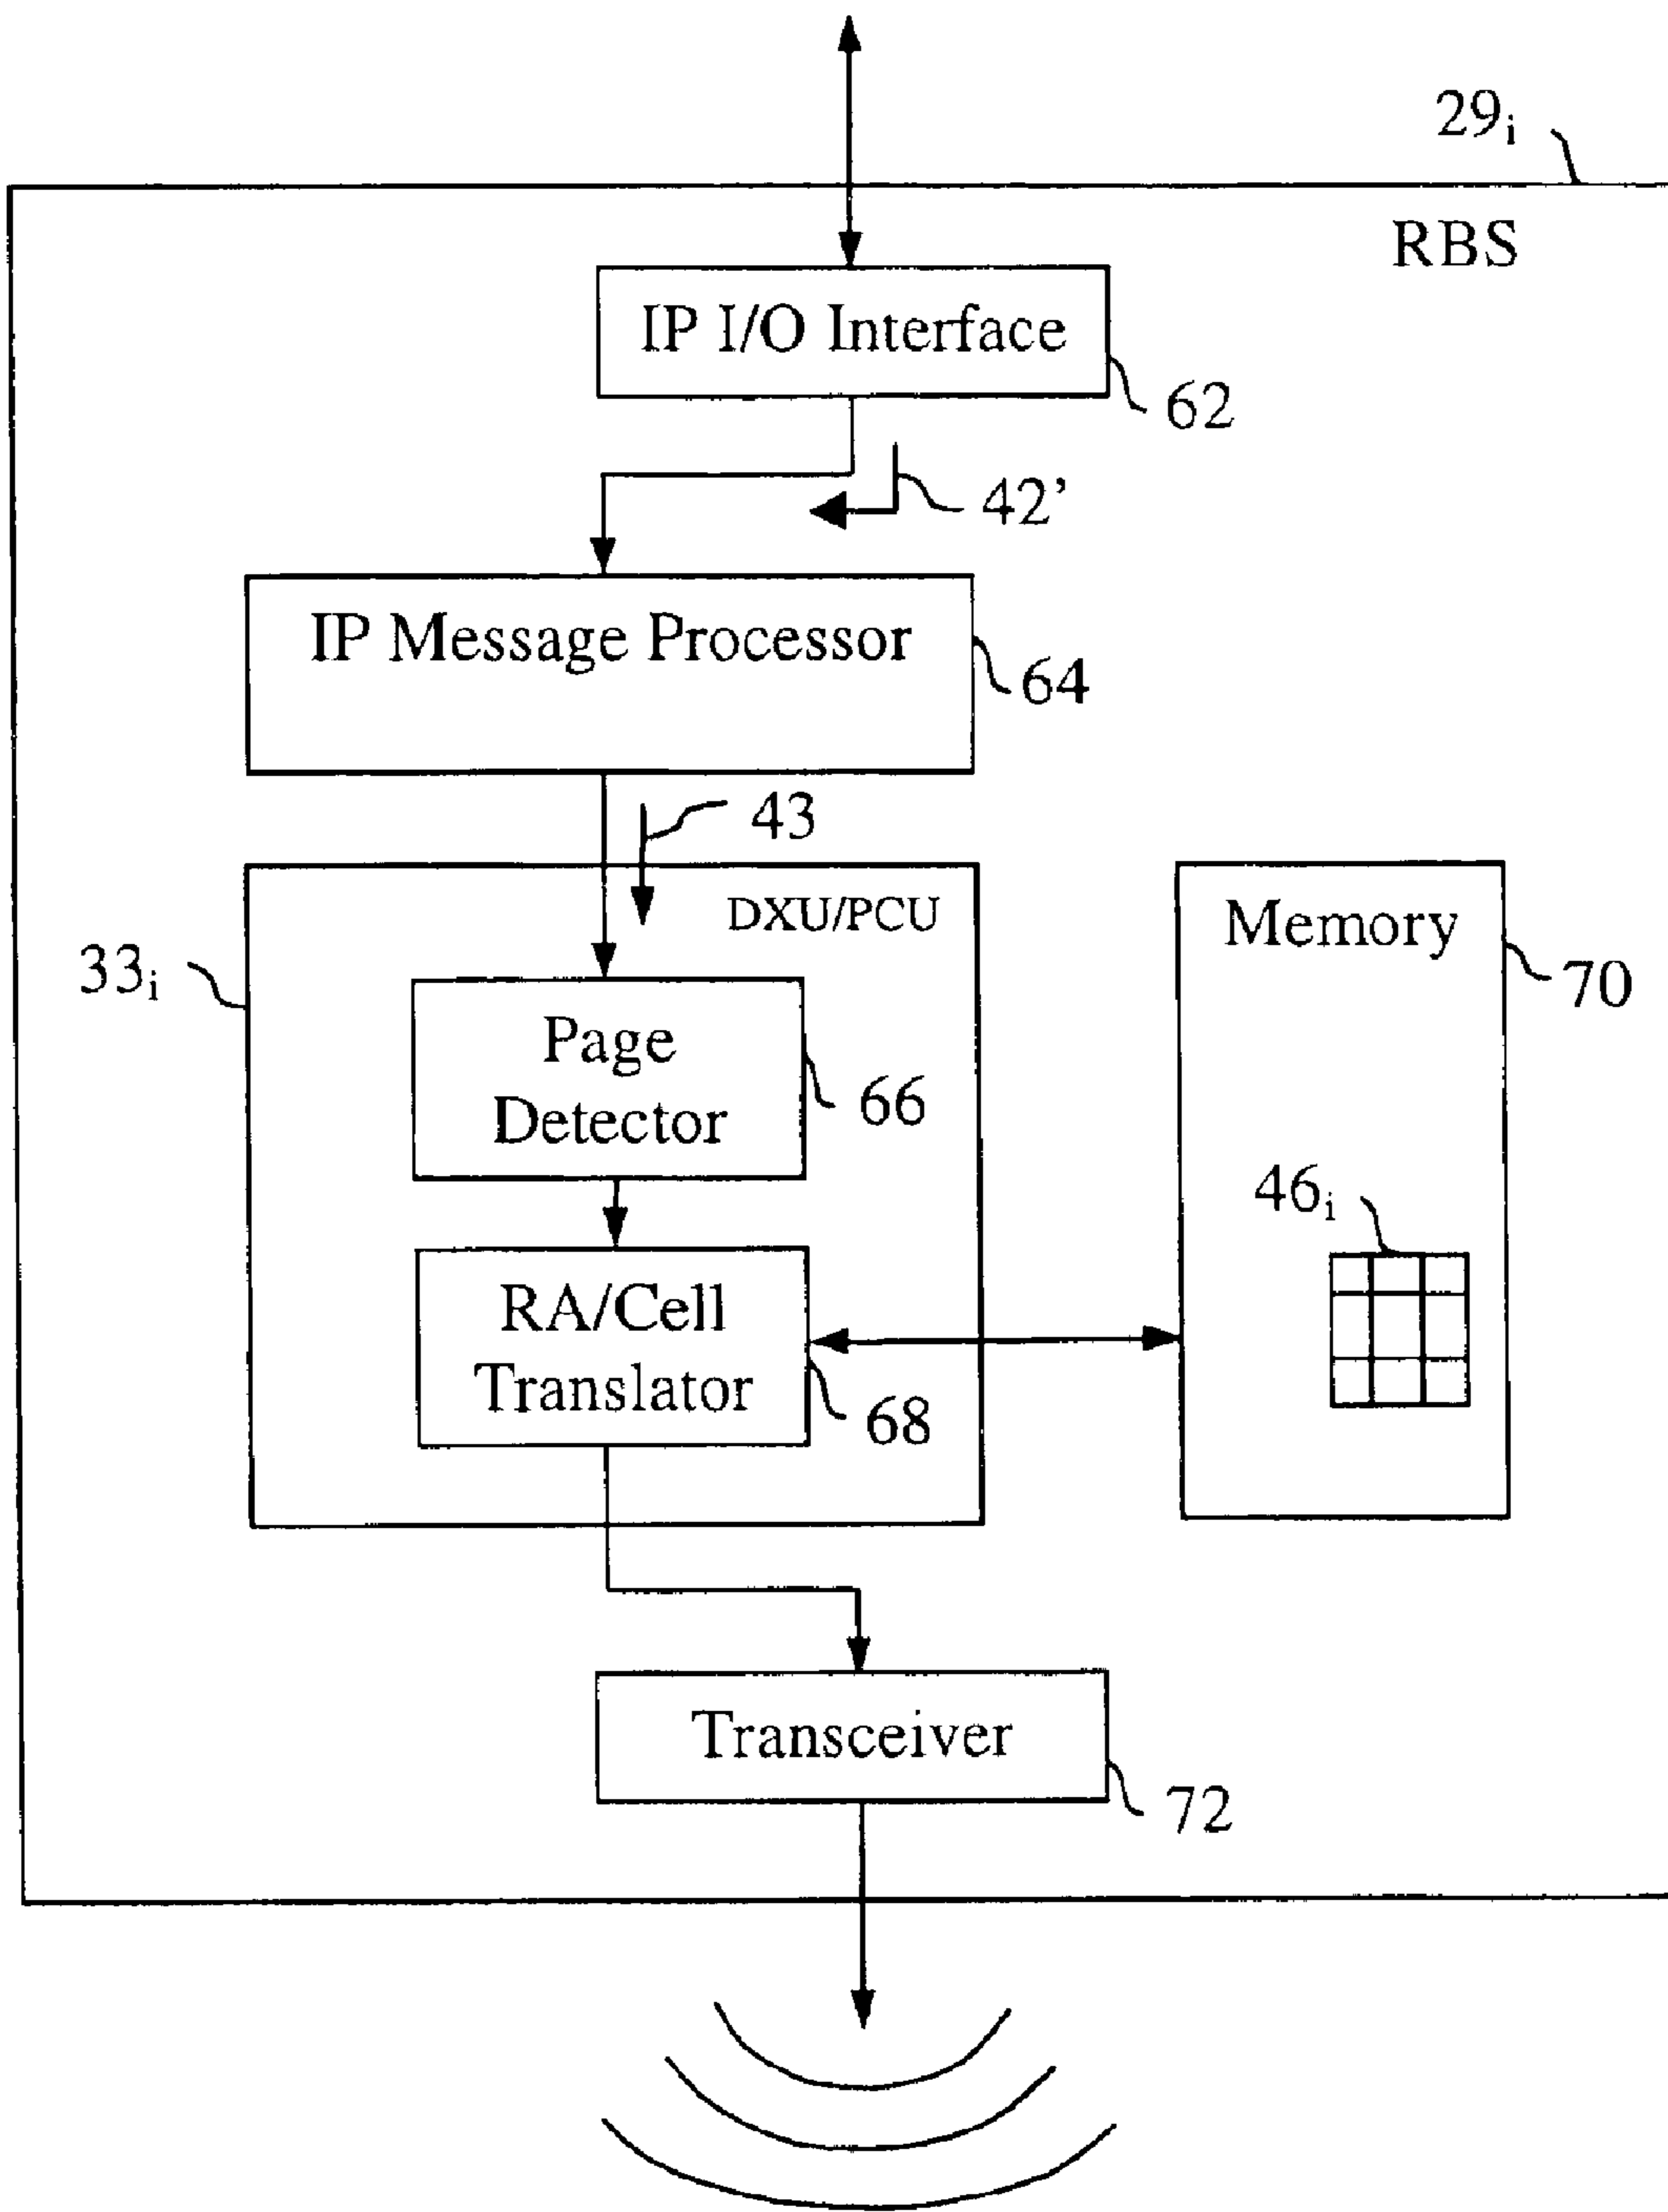 29i
RBS
IP I/O Interface
62
42’
IP Message Processor
64
43
DXU/PCU
Memory
33i
70
Page
Detector
66
46i
RA/Cell
Translator
68
Transceiver
72